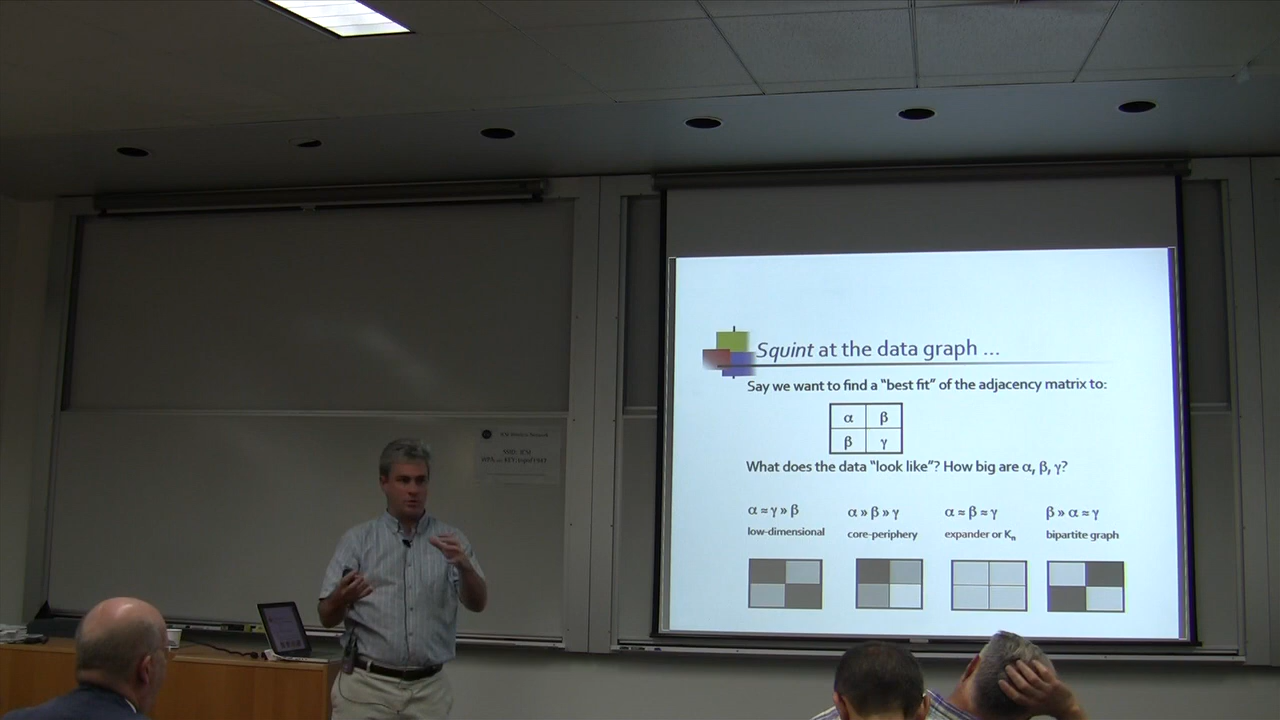 Squint at the data graph ...
Say we want to find a “best fit” of the adjacency matrix to:
α β
β γ
What does the data “look like”? How big are α, β, γ?
α ≈ γ » β
low-dimensional
α » β » γ
core-periphery
α ≈ β ≈ γ
expander or Kn
β » α ≈ γ
bipartite graph